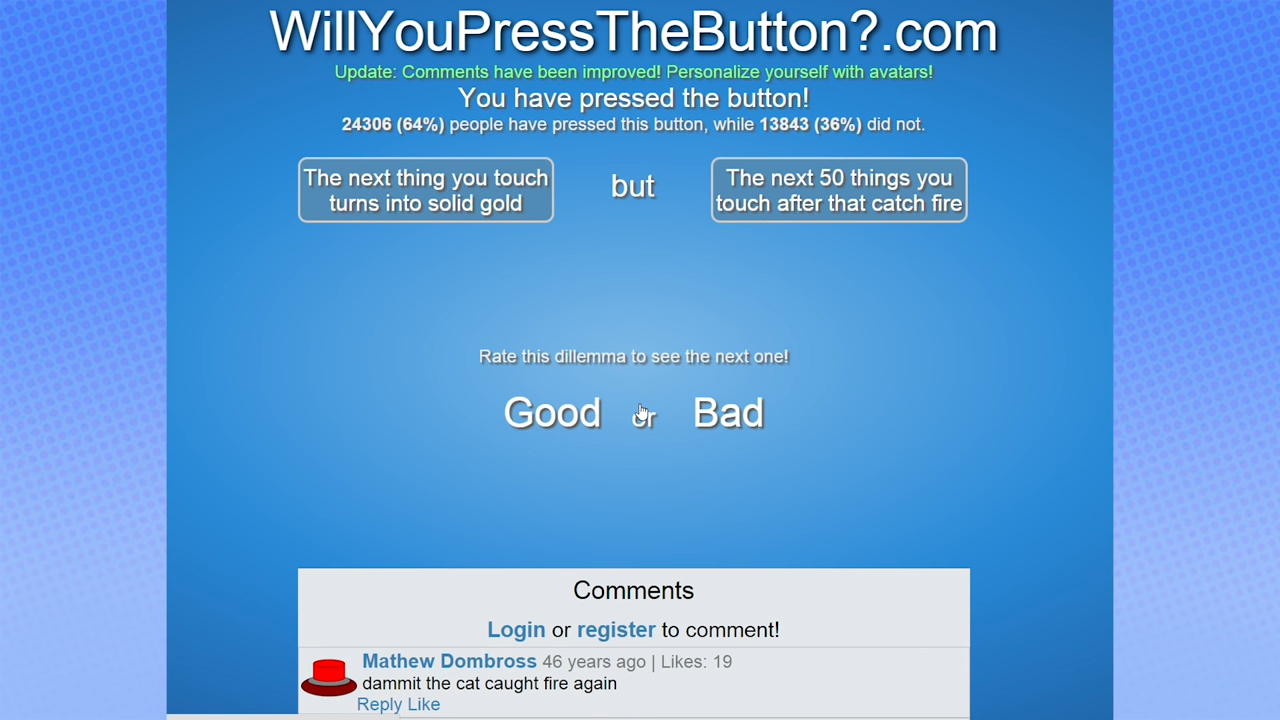 WillYouPressTheButton?.com
Update: Comments have been improved! Personalize yourself with avatars!
You have pressed the button!
24306 (64%) people have pressed this button, while 13843 (36%) did not.
The next thing you touch
turns into solid gold
but
The next 50 things you
touch after that catch fire
Rate this dillemma to see the next one!
Good or Bad
Comments
Login or register to comment!
Mathew Dombross 46 years ago | Likes: 19
dammit the cat caught fire again
Reply Like